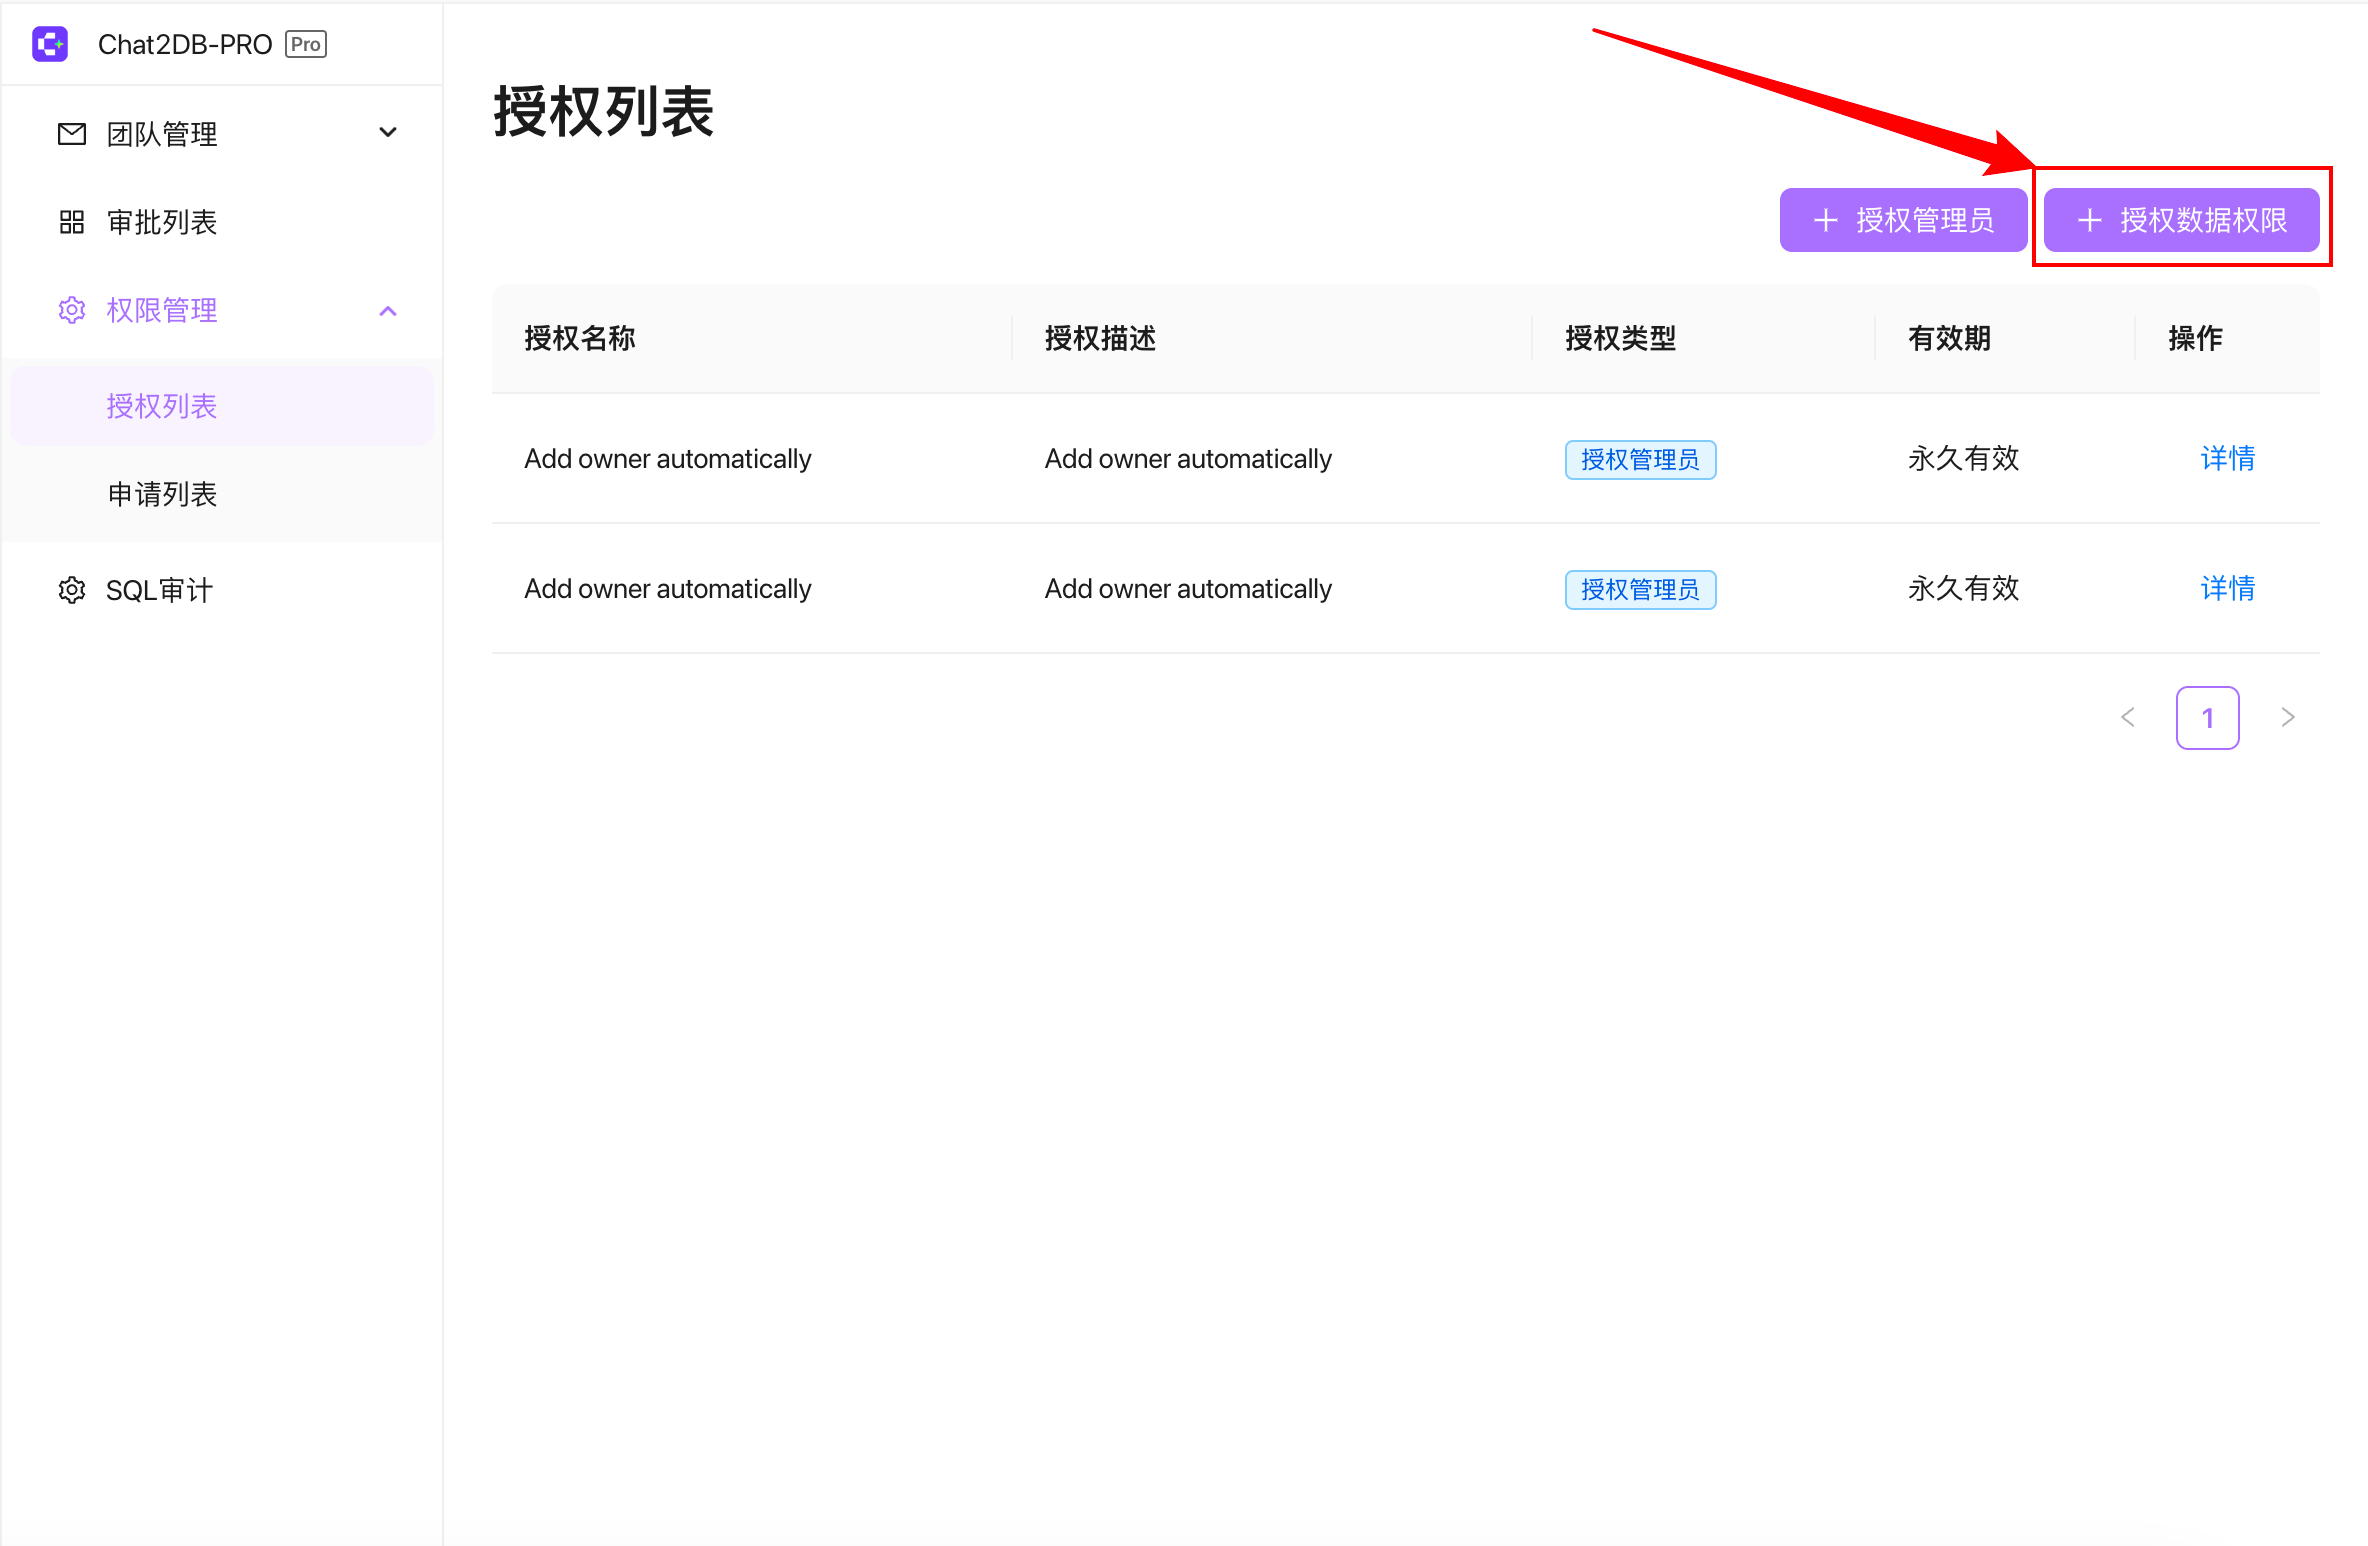 Chat2DB-PRO Pro
团队管理
审批列表
权限管理
授权列表
申请列表
SQL审计
授权列表
授权管理员
授权数据权限
授权名称 授权描述 授权类型 有效期 操作
Add owner automatically Add owner automatically 授权管理员 永久有效 详情
Add owner automatically Add owner automatically 授权管理员 永久有效 详情
1